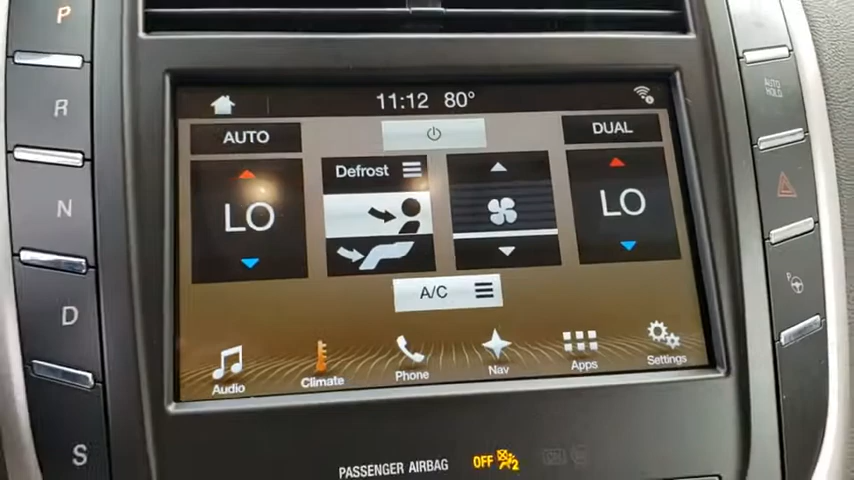 P
R
N
D
S
11:12 80°
AUTO
DUAL
LO
Defrost
LO
A/C
Audio
Climate
Phone
Nav
Apps
Settings
PASSENGER AIRBAG OFF 2
AUTO
HOLD
P